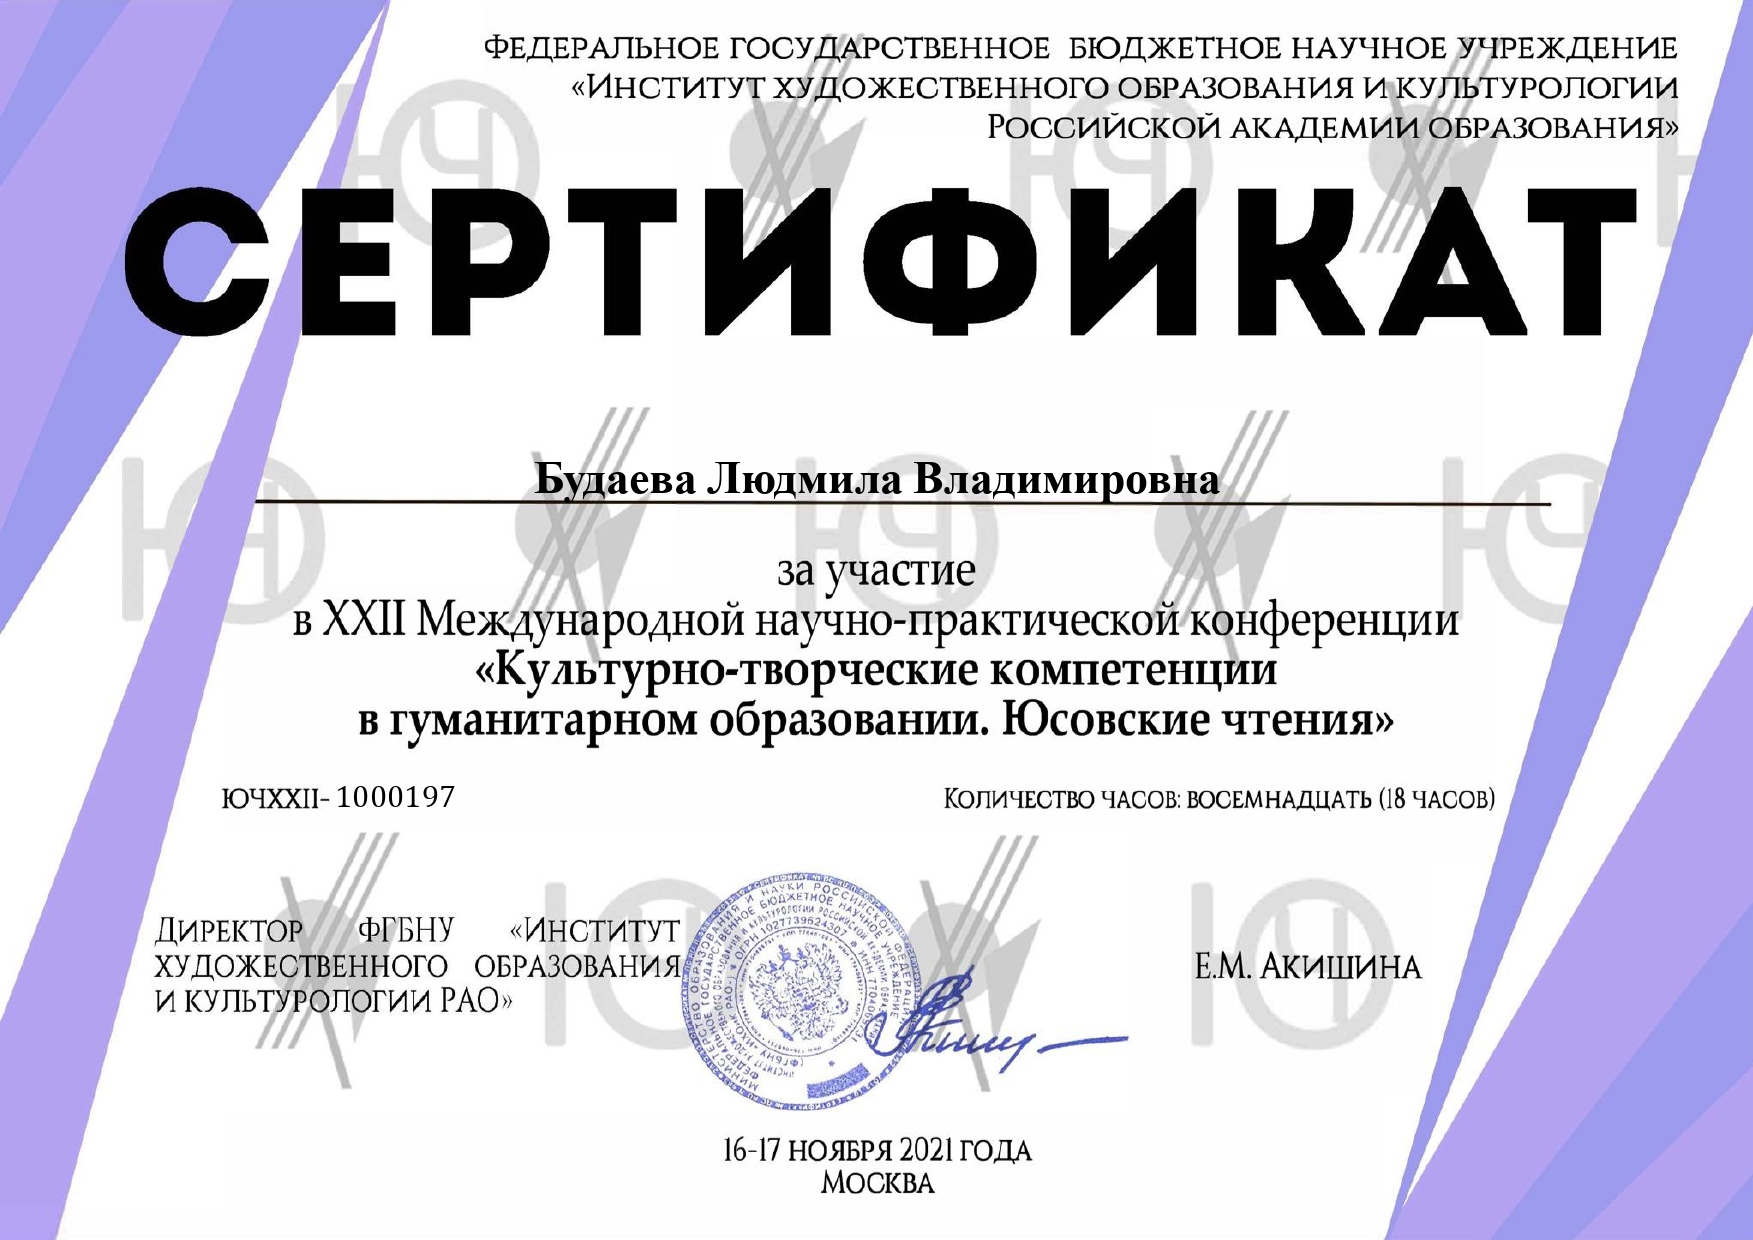 ФЕДЕРАЛЬНОЕ ГОСУДАРСТВЕННОЕ БЮДЖЕТНОЕ НАУЧНОЕ УЧРЕЖДЕНИЕ
«ИНСТИТУТ ХУДОЖЕСТВЕННОГО ОБРАЗОВАНИЯ И КУЛЬТУРОЛОГИИ
РОССИЙСКОЙ АКАДЕМИИ ОБРАЗОВАНИЯ»
СЕРТИФИКАТ
Будаева Людмила Владимировна
за участие
в XXII Международной научно-практической конференции
«Культурно-творческие компетенции
в гуманитарном образовании. Юсовские чтения»
ЮЧXXII- 1000197
КОЛИЧЕСТВО ЧАСОВ: ВОСЕМНАДЦАТЬ (18 ЧАСОВ)
ДИРЕКТОР ФГБНУ «ИНСТИТУТ
ХУДОЖЕСТВЕННОГО ОБРАЗОВАНИЯ
И КУЛЬТУРОЛОГИИ РАО»
Е.М. АКИШИНА
16-17 НОЯБРЯ 2021 ГОДА
МОСКВА